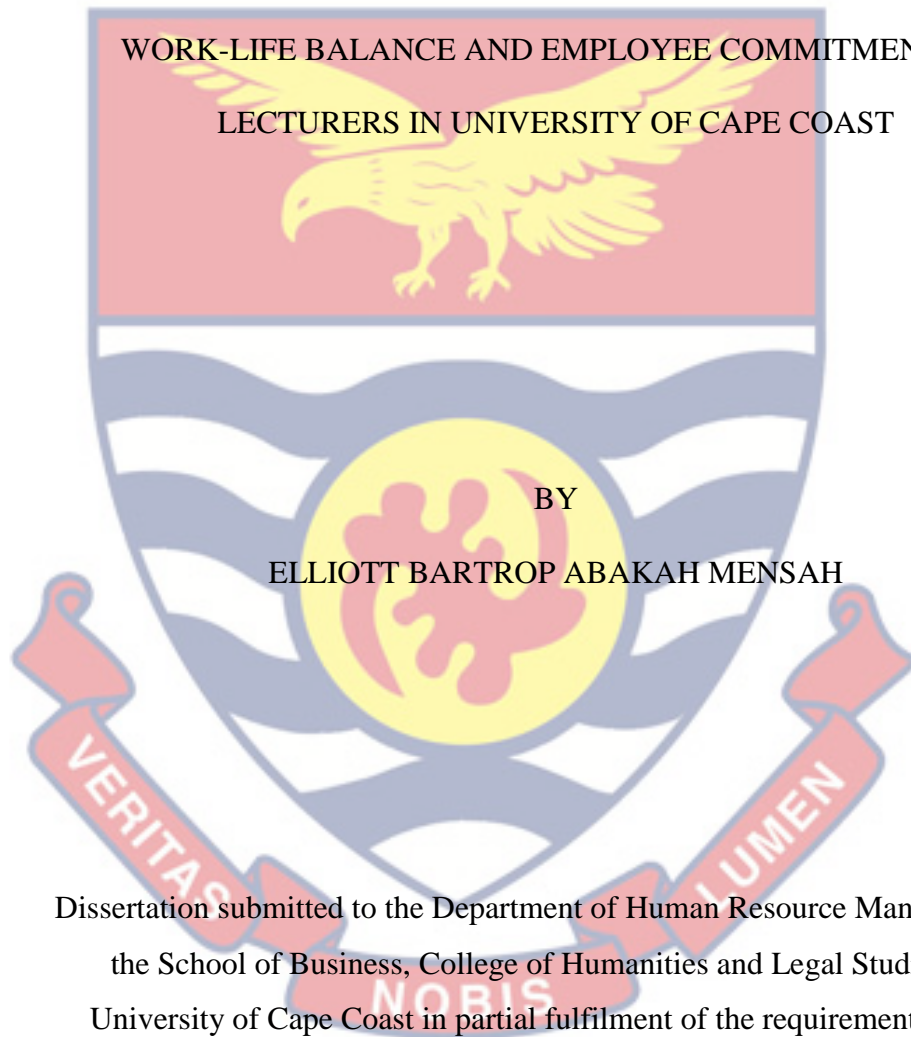 WORK-LIFE BALANCE AND EMPLOYEE COMMITMEN
LECTURERS IN UNIVERSITY OF CAPE COAST
BY
ELLIOTT BARTROP ABAKAH MENSAH
VERITAS
NOBIS
LUMEN
Dissertation submitted to the Department of Human Resource Man
the School of Business, College of Humanities and Legal Stud
University of Cape Coast in partial fulfilment of the requirement